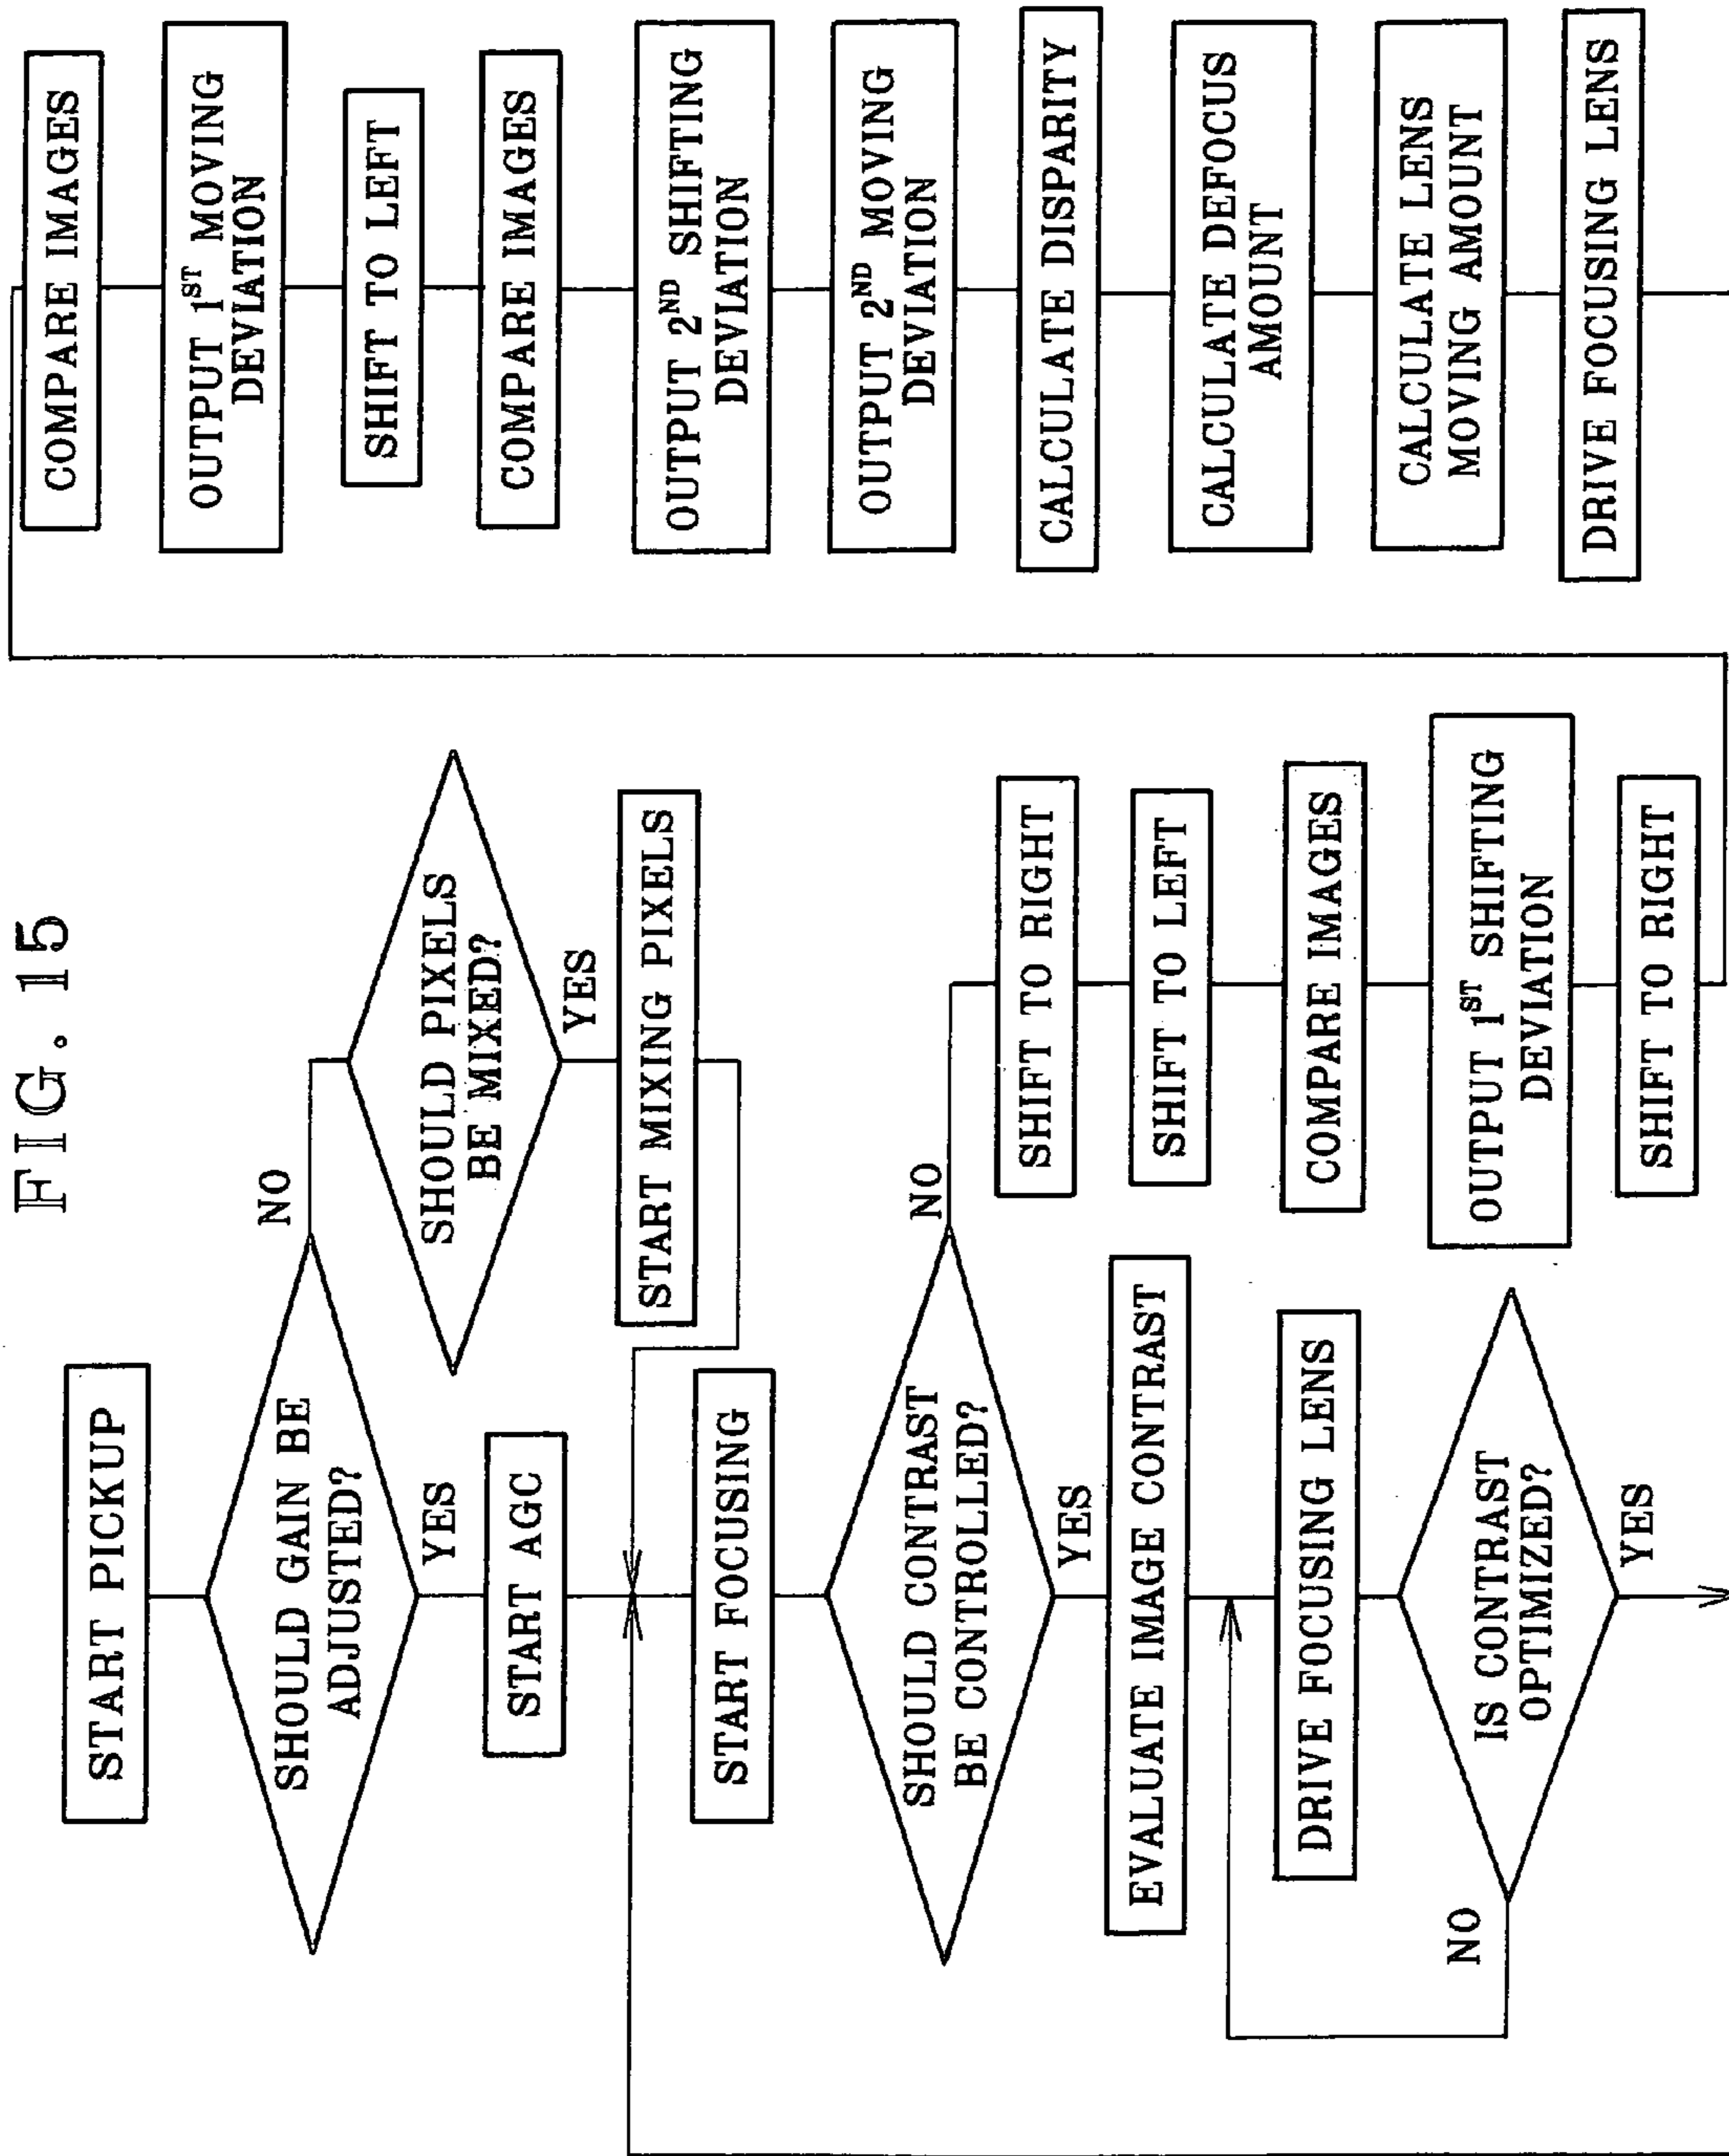 FIG. 15
START PICKUP
SHOULD GAIN BE
ADJUSTED?
NO
YES
START AGC
SHOULD PIXELS
BE MIXED?
YES
START MIXING PIXELS
START FOCUSING
SHOULD CONTRAST
BE CONTROLLED?
NO
YES
EVALUATE IMAGE CONTRAST
DRIVE FOCUSING LENS
IS CONTRAST
OPTIMIZED?
NO
YES
SHIFT TO RIGHT
SHIFT TO LEFT
COMPARE IMAGES
OUTPUT 1ST SHIFTING
DEVIATION
SHIFT TO RIGHT
COMPARE IMAGES
OUTPUT 1ST MOVING
DEVIATION
SHIFT TO LEFT
COMPARE IMAGES
OUTPUT 2ND SHIFTING
DEVIATION
OUTPUT 2ND MOVING
DEVIATION
CALCULATE DISPARITY
CALCULATE DEFOCUS
AMOUNT
CALCULATE LENS
MOVING AMOUNT
DRIVE FOCUSING LENS